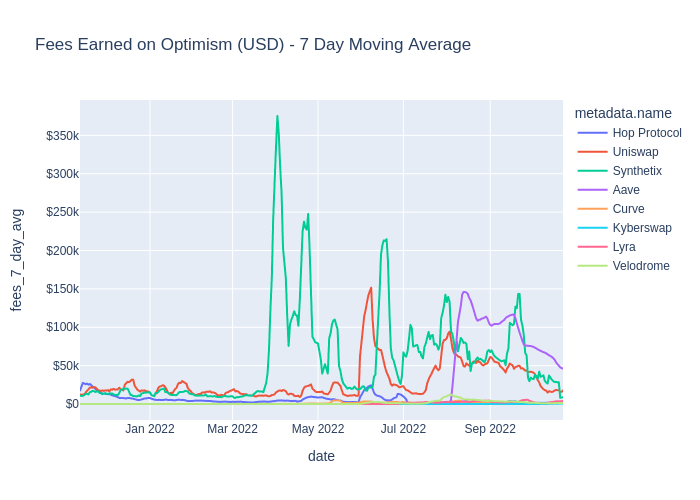 Fees Earned on Optimism (USD) - 7 Day Moving Average
metadata.name
Hop Protocol
Uniswap
Synthetix
Aave
Curve
Kyberswap
Lyra
Velodrome
fees_7_day_avg
$350k
$300k
$250k
$200k
$150k
$100k
$50k
$0
Jan 2022 Mar 2022 May 2022 Jul 2022 Sep 2022
date